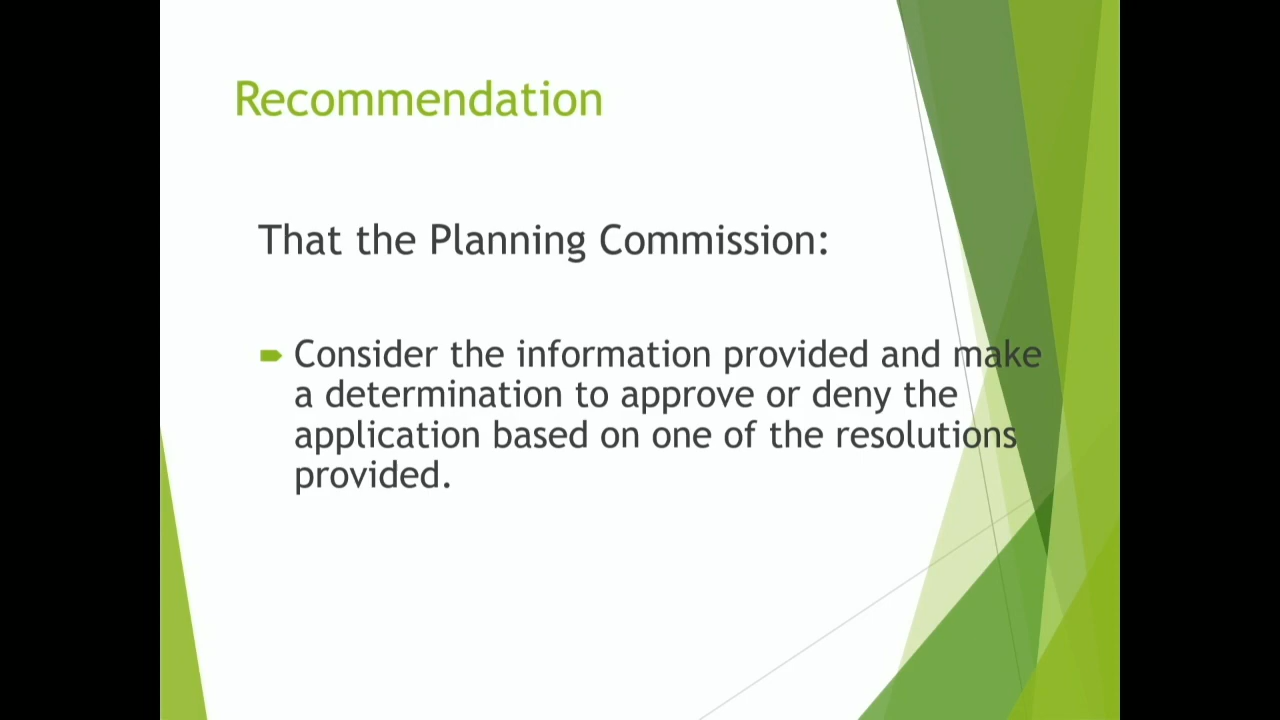 Recommendation
That the Planning Commission:
Consider the information provided and make
a determination to approve or deny the
application based on one of the resolutions
provided.